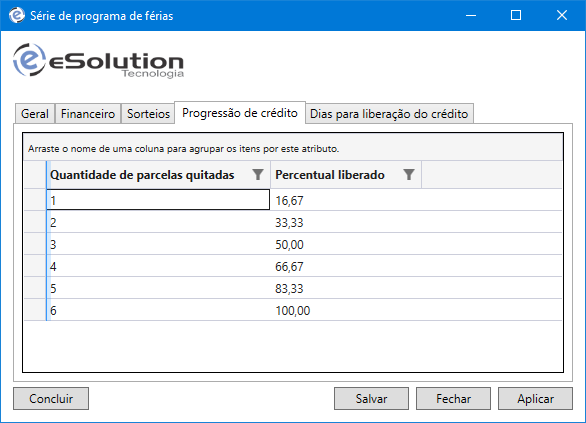 Série de programa de férias
eSolution
Tecnologia
Geral Financeiro Sorteios Progressão de crédito Dias para liberação do crédito
Arraste o nome de uma coluna para agrupar os itens por este atributo.
Quantidade de parcelas quitadas Percentual liberado
1 16,67
2 33,33
3 50,00
4 66,67
5 83,33
6 100,00
Concluir Salvar Fechar Aplicar